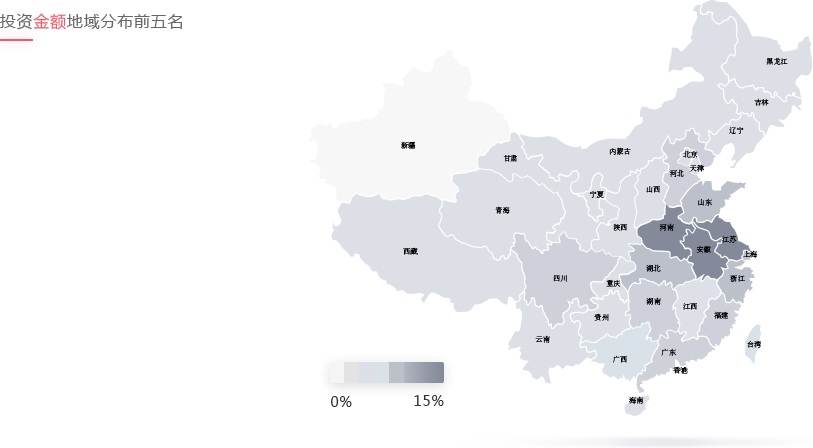 投资金额地域分布前五名
黑龙江
吉林
辽宁
新疆
甘肃
内蒙古
北京
天津
河北
山西
宁夏
山东
青海
陕西
河南
江苏
西藏
安徽
上海
湖北
四川
重庆
浙江
湖南
江西
贵州
福建
云南
台湾
广东
广西
香港
海南
0%
15%